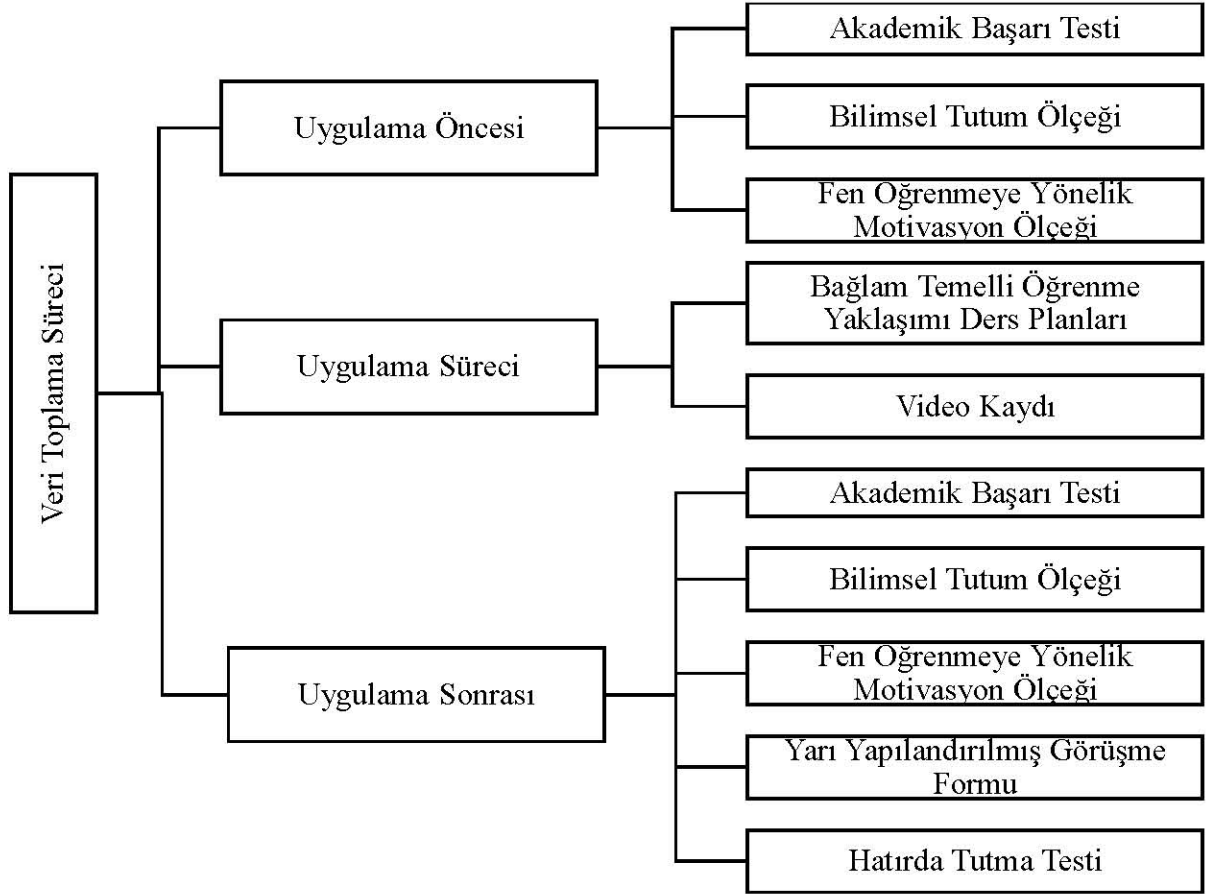 Veri Toplama Süreci
Uygulama Öncesi
Akademik Başarı Testi
Bilimsel Tutum Ölçeği
Fen Öğrenmeye Yönelik
Motivasyon Ölçeği
Uygulama Süreci
Bağlam Temelli Öğrenme
Yaklaşımı Ders Planları
Video Kaydı
Uygulama Sonrası
Akademik Başarı Testi
Bilimsel Tutum Ölçeği
Fen Öğrenmeye Yönelik
Motivasyon Ölçeği
Yarı Yapılandırılmış Görüşme
Formu
Hatırda Tutma Testi